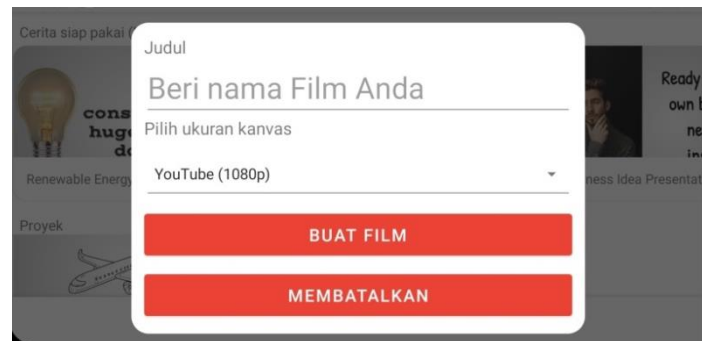 Cerita siap pakai (
Judul
Beri nama Film Anda
Pilih ukuran kanvas
YouTube (1080p)
BUAT FILM
MEMBATALKAN
cons
huge
Renewable Energy
Ready
own
ne
ness Idea Presentat
Proyek